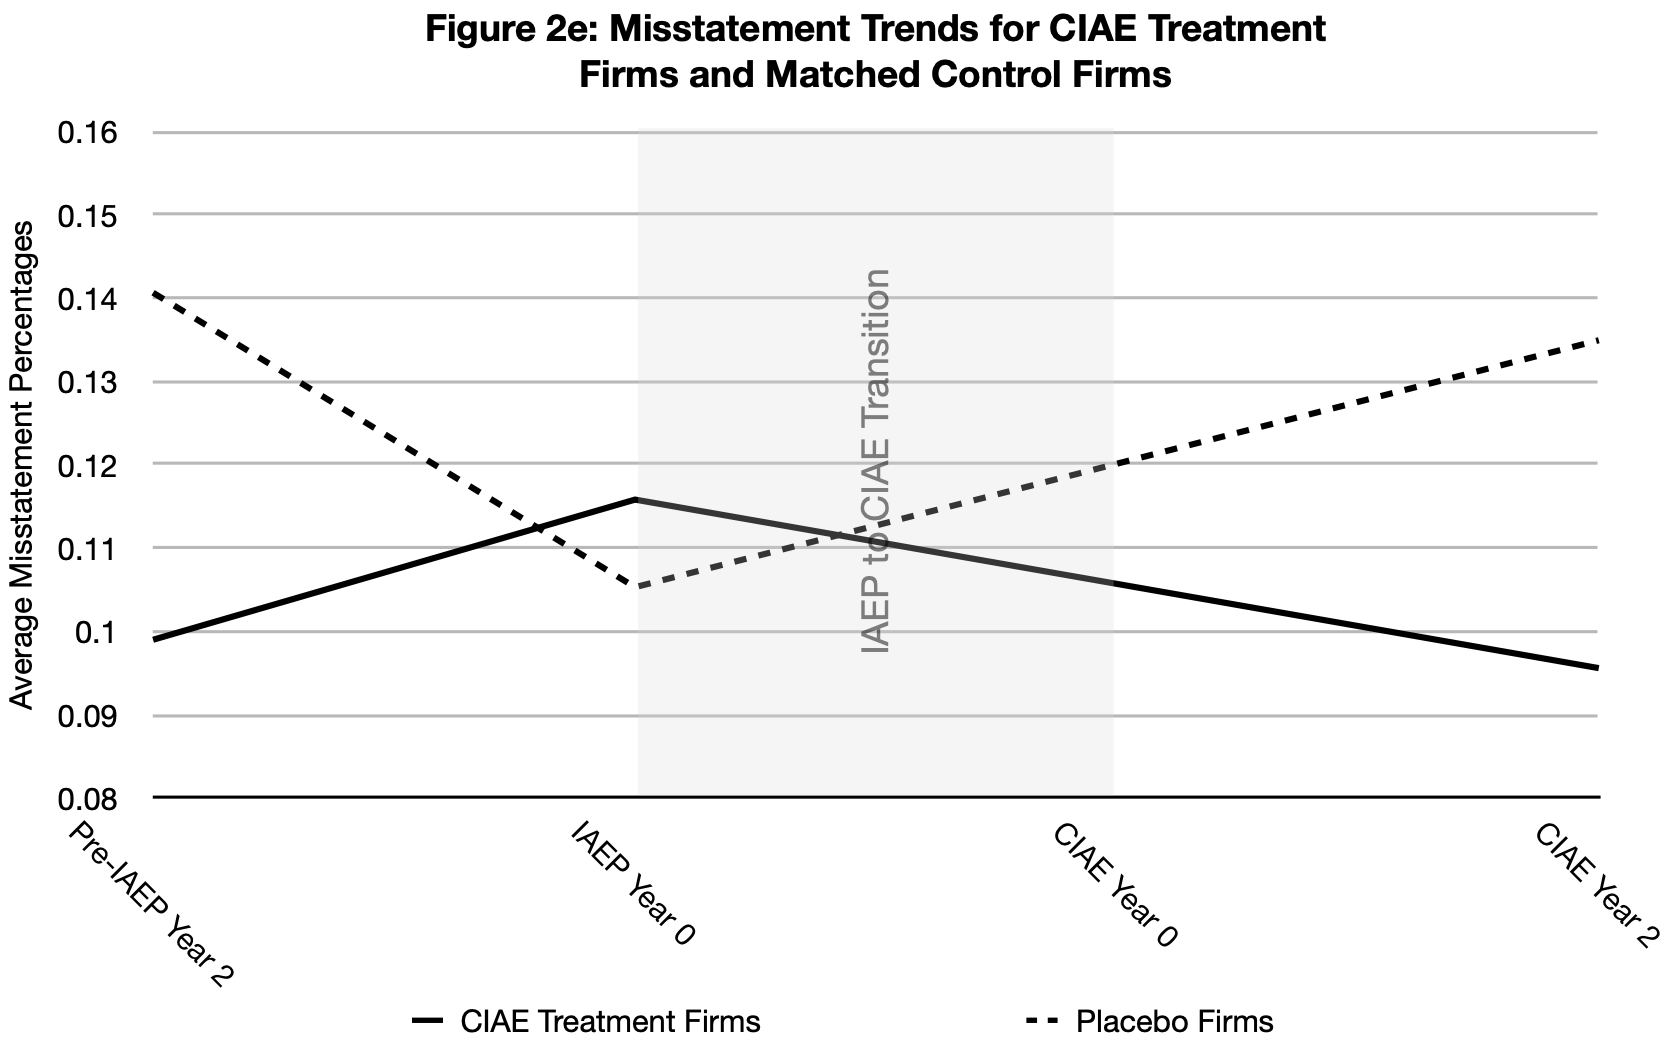 Figure 2e: Misstatement Trends for CIAE Treatment
Firms and Matched Control Firms
Average Misstatement Percentages
0.16
0.15
0.14
0.13
0.12
0.11
0.1
0.09
0.08
IAEP to CIAE Transition
Pre-IAEP Year 2
IAEP Year 0
CIAE Year 0
CIAE Year 2
CIAE Treatment Firms
Placebo Firms